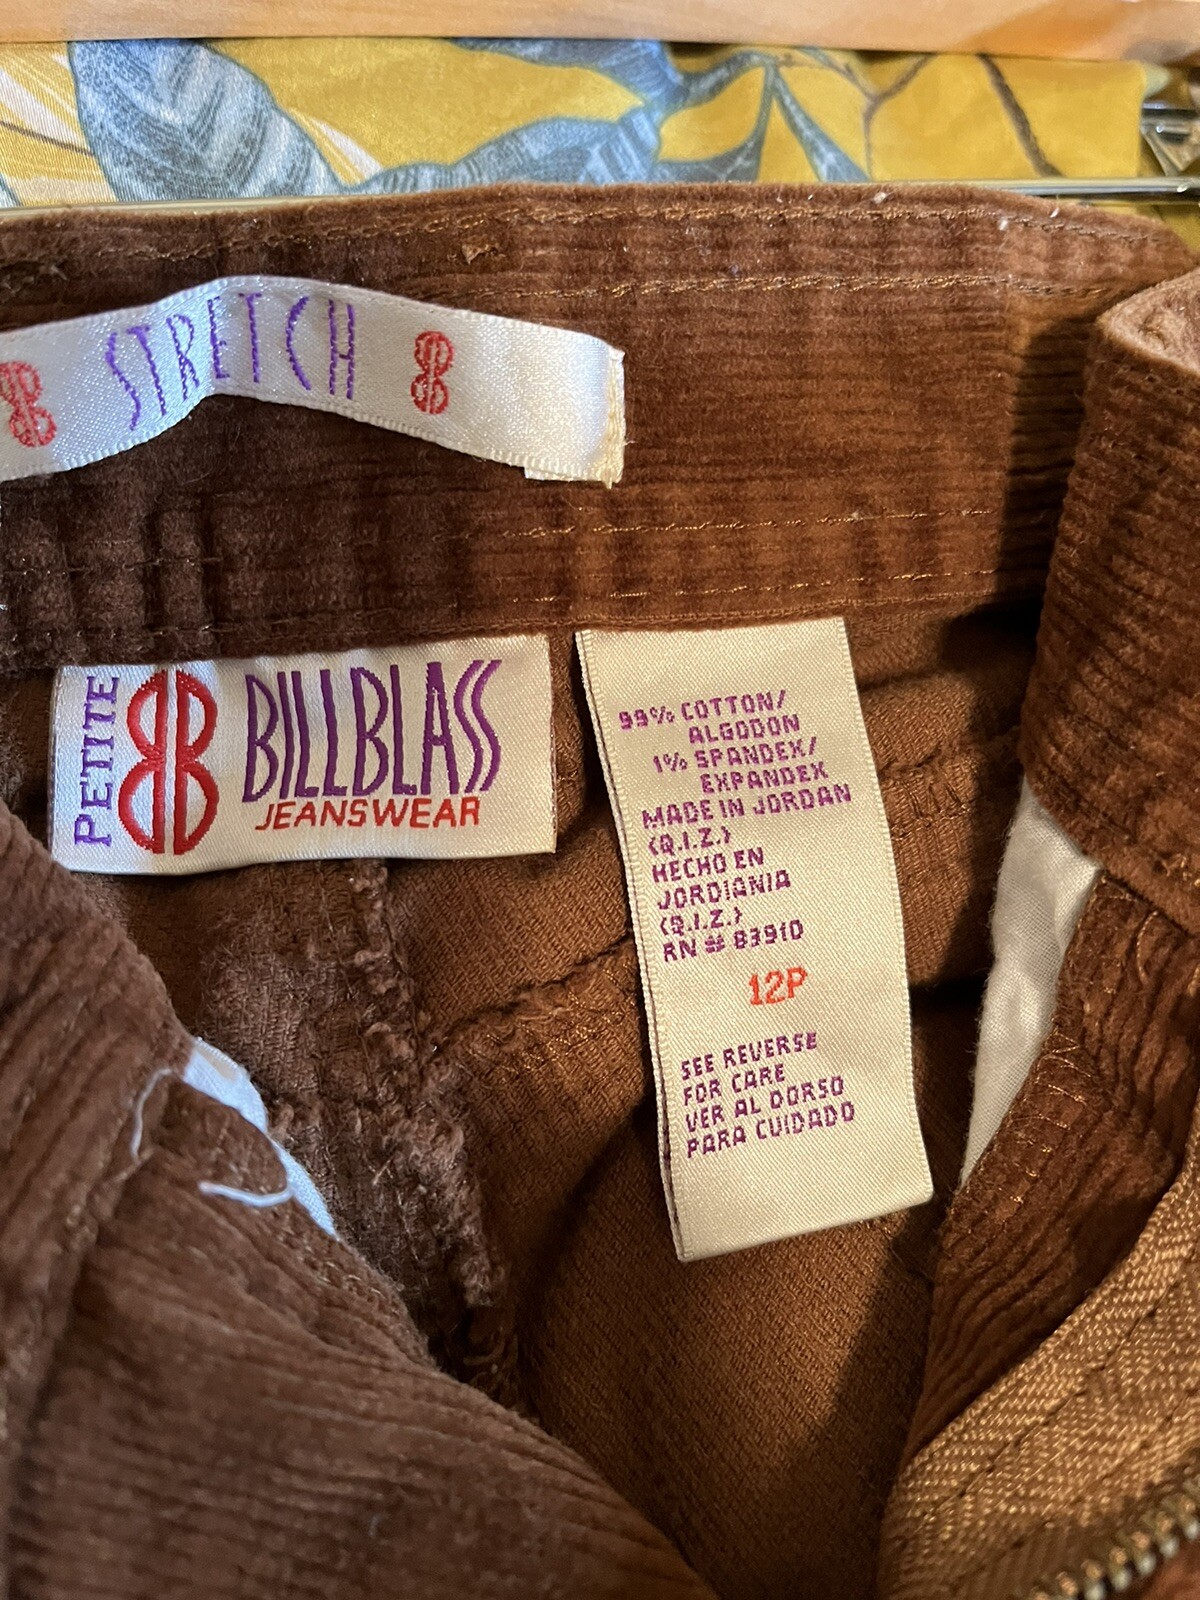 STRETCH
PETITE
BILLBLASS
JEANSWEAR
99% COTTON/
ALGODON
1% SPANDEX/
EXPANDEX
MADE IN JORDAN
(Q.I.Z.)
HECHO EN
JORDIANIA
(Q.I.Z.)
RN # 83910
12P
SEE REVERSE
FOR CARE
VER AL DORSO
PARA CUIDADO